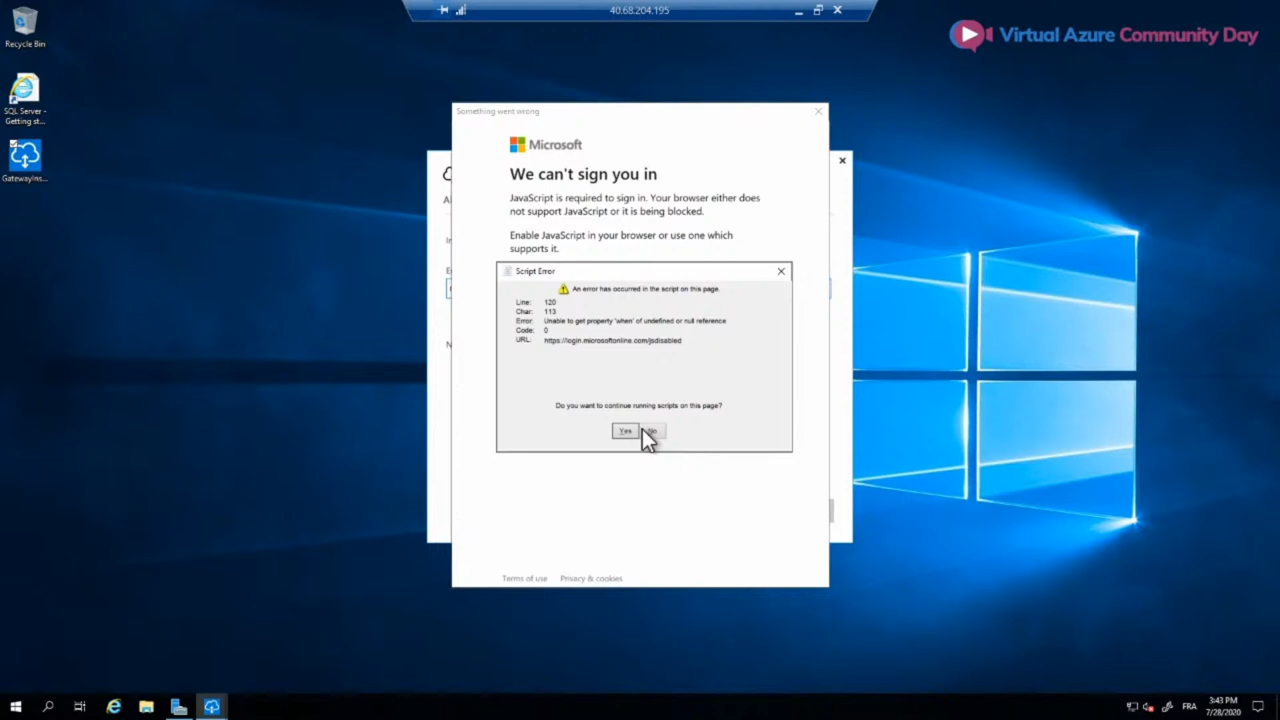 40.68.204.195
Virtual Azure Community Day
Recycle Bin
SQL Server -
Getting st...
GatewayIns...
Something went wrong
Microsoft
We can't sign you in
JavaScript is required to sign in. Your browser either does
not support JavaScript or it is being blocked.
Enable JavaScript in your browser or use one which
supports it.
Script Error
An error has occurred in the script on this page.
Line: 120
Char: 113
Error: Unable to get property 'when' of undefined or null reference
Code: 0
URL: https://login.microsoftonline.com/jsdisabled
Do you want to continue running scripts on this page?
Yes No
Terms of use Privacy & cookies
FRA
3:43 PM
7/28/2020